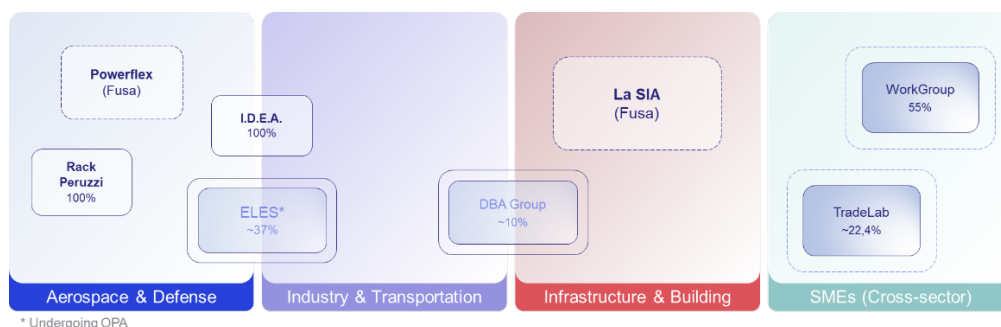 Powerflex
(Fusa)
Rack
Peruzzi
100%
I.D.E.A.
100%
ELES*
~37%
DBA Group
~10%
La SIA
(Fusa)
WorkGroup
55%
TradeLab
~22,4%
Aerospace & Defense
Industry & Transportation
Infrastructure & Building
SMEs (Cross-sector)
* Undergoing OPA